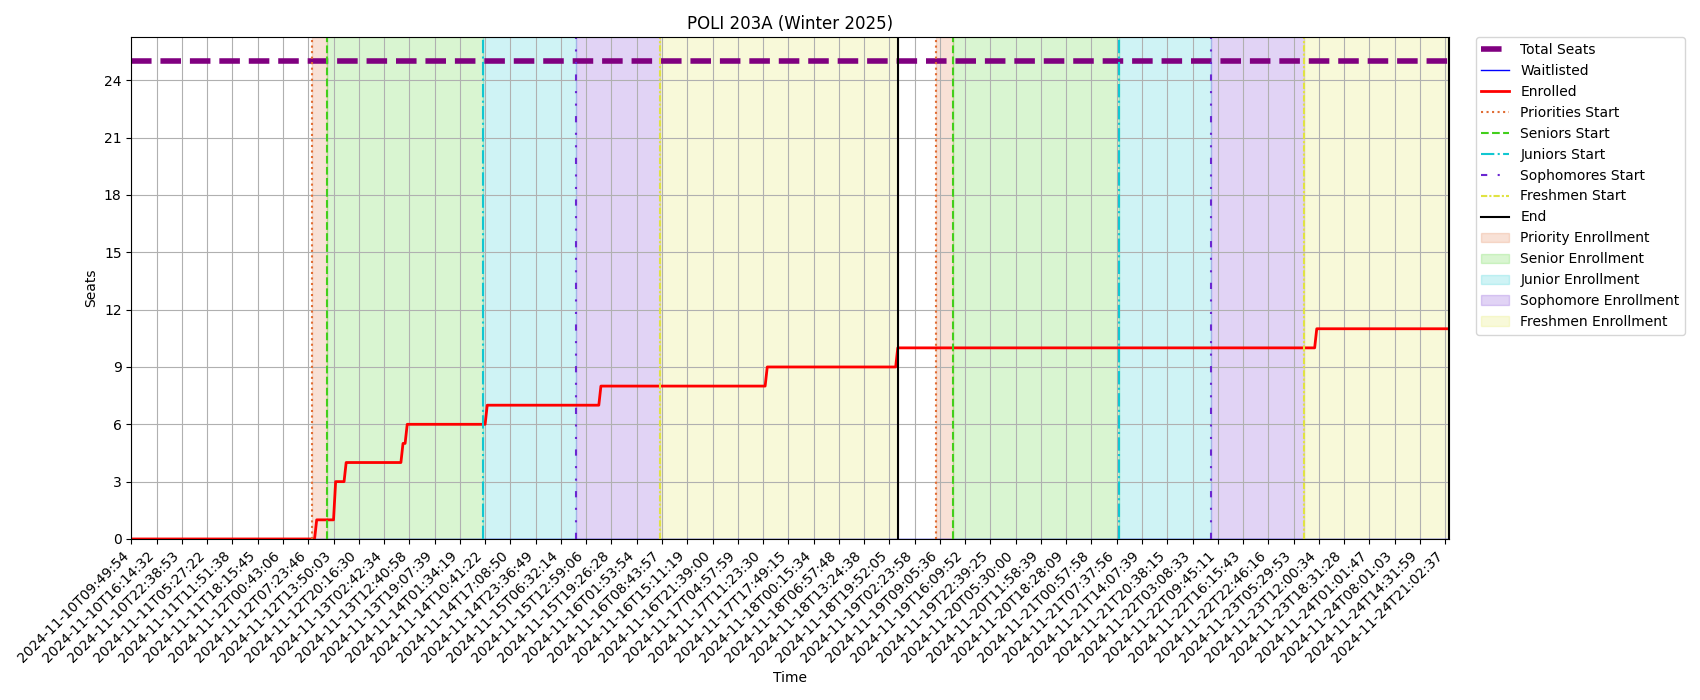 POLI 203A (Winter 2025)
Seats
24
21
18
15
12
9
6
3
0
2024-11-10T09:49:54
2024-11-10T16:14:32
2024-11-10T22:38:53
2024-11-11T05:27:22
2024-11-11T11:51:38
2024-11-11T18:15:45
2024-11-12T00:43:06
2024-11-12T07:23:46
2024-11-12T13:50:03
2024-11-12T20:16:30
2024-11-13T02:42:34
2024-11-13T12:40:58
2024-11-13T19:07:39
2024-11-14T01:34:19
2024-11-14T10:41:22
2024-11-14T17:08:50
2024-11-14T23:36:49
2024-11-15T06:32:14
2024-11-15T12:59:06
2024-11-15T19:26:28
2024-11-16T01:53:54
2024-11-16T08:43:57
2024-11-16T15:11:19
2024-11-16T21:39:00
2024-11-17T04:57:59
2024-11-17T11:23:30
2024-11-17T17:49:15
2024-11-18T00:15:34
2024-11-18T06:57:48
2024-11-18T13:24:38
2024-11-18T19:52:05
2024-11-19T02:23:58
2024-11-19T09:05:36
2024-11-19T16:09:52
2024-11-19T22:39:25
2024-11-20T05:30:00
2024-11-20T11:58:39
2024-11-20T18:28:09
2024-11-21T00:57:58
2024-11-21T07:37:56
2024-11-21T14:07:39
2024-11-21T20:38:15
2024-11-22T03:08:33
2024-11-22T09:45:11
2024-11-22T16:15:43
2024-11-22T22:46:16
2024-11-23T05:29:53
2024-11-23T12:00:34
2024-11-23T18:31:28
2024-11-24T01:01:47
2024-11-24T08:01:03
2024-11-24T14:31:59
2024-11-24T21:02:37
Time
Total Seats
Waitlisted
Enrolled
Priorities Start
Seniors Start
Juniors Start
Sophomores Start
Freshmen Start
End
Priority Enrollment
Senior Enrollment
Junior Enrollment
Sophomore Enrollment
Freshmen Enrollment